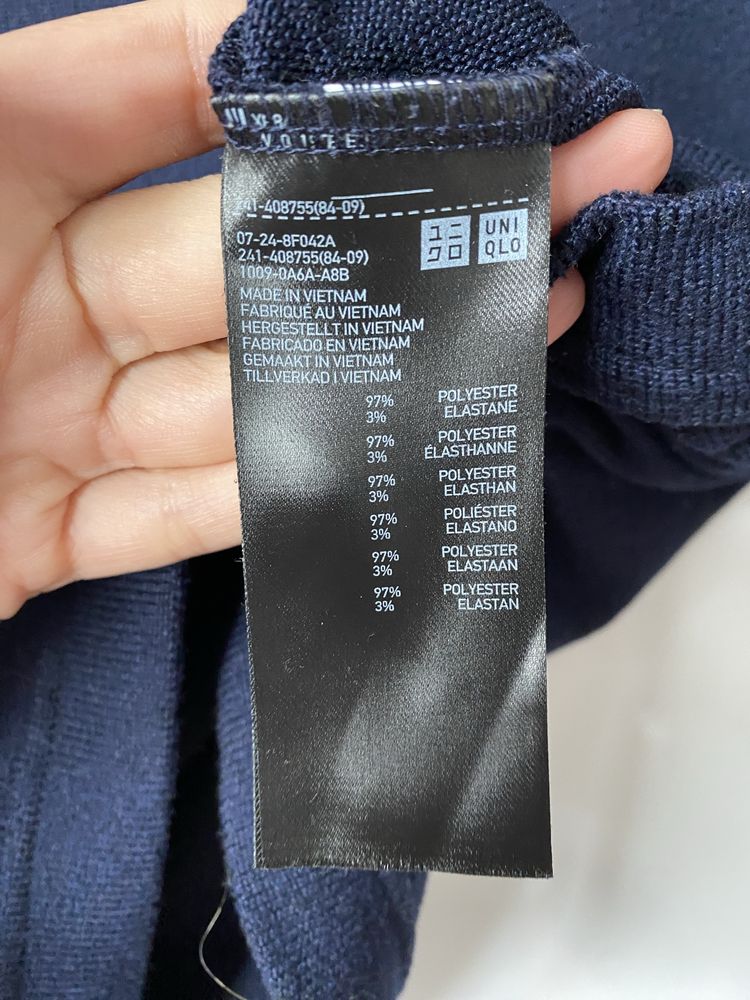 241-408755(84-09)
ユニ
クロ
UNI
QLO
07-24-8F042A
241-408755(84-09)
1009-0A6A-A8B
MADE IN VIETNAM
FABRIQUÉ AU VIETNAM
HERGESTELLT IN VIETNAM
FABRICADO EN VIETNAM
GEMAAKT IN VIETNAM
TILLVERKAD I VIETNAM
97% POLYESTER
3% ELASTANE
97% POLYESTER
3% ÉLASTHANNE
97% POLYESTER
3% ELASTHAN
97% POLIÉSTER
3% ELASTANO
97% POLYESTER
3% ELASTAAN
97% POLYESTER
3% ELASTAN